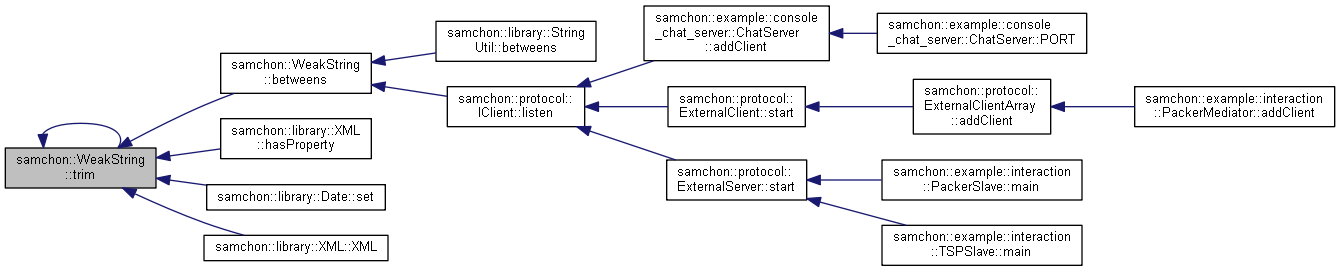 samchon::WeakString
::trim
samchon::WeakString
::betweens
samchon::library::String
Util::betweens
samchon::protocol::
IClient::listen
samchon::example::console
_chat_server::ChatServer
::addClient
samchon::example::console
_chat_server::ChatServer::PORT
samchon::protocol::
ExternalClient::start
samchon::protocol::
ExternalClientArray
::addClient
samchon::example::interaction
::PackerMediator::addClient
samchon::protocol::
ExternalServer::start
samchon::example::interaction
::PackerSlave::main
samchon::example::interaction
::TSPSlave::main
samchon::library::XML
::hasProperty
samchon::library::Date::set
samchon::library::XML::XML